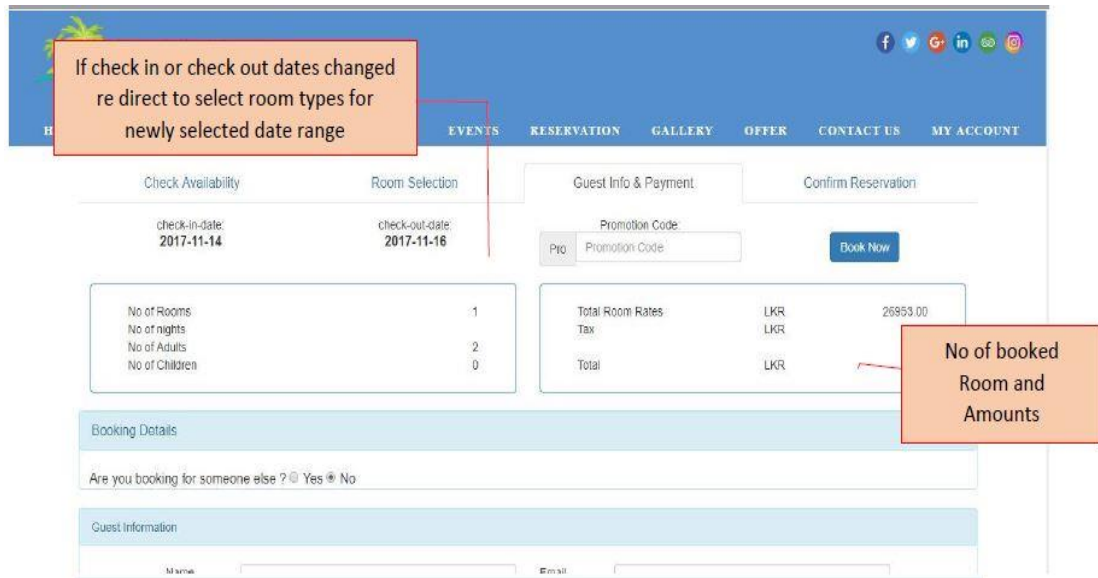 If check in or check out dates changed
re direct to select room types for
newly selected date range
EVENTS RESERVATION GALLERY OFFER CONTACT US MY ACCOUNT
Check Availability Room Selection Guest Info & Payment Confirm Reservation
check-in-date:
2017-11-14
check-out-date:
2017-11-16
Promotion Code:
Pro Promotion Code
Book Now
No of Rooms 1
No of nights
No of Adults 2
No of Children 0
Total Room Rates LKR 26953.00
Tax LKR
Total LKR
No of booked
Room and
Amounts
Booking Details
Are you booking for someone else ? Yes No
Guest Information
Name Email